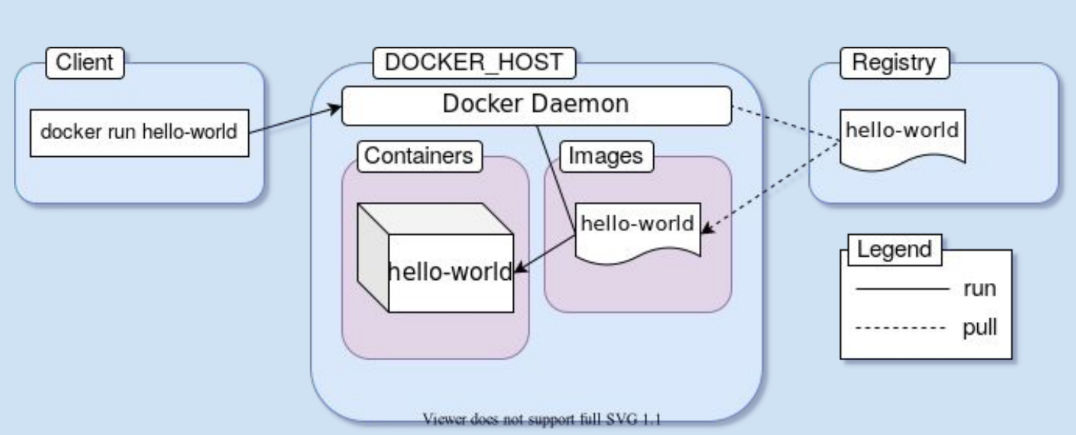 Client
docker run hello-world
DOCKER_HOST
Docker Daemon
Containers
hello-world
Images
hello-world
Registry
hello-world
Legend
run
pull
Viewer does not support full SVG 1.1